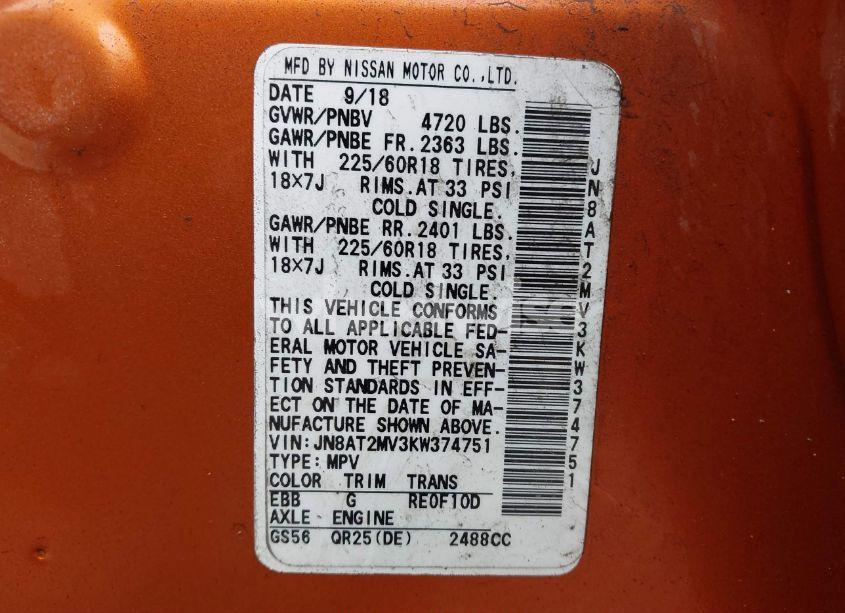 MFD BY NISSAN MOTOR CO.,LTD.
DATE 9/18
GVWR/PNBV 4720 LBS.
GAWR/PNBE FR.2363 LBS.
WITH 225/60R18 TIRES,
18×7J RIMS.AT 33 PSI
COLD SINGLE.
GAWR/PNBE RR.2401 LBS.
WITH 225/60R18 TIRES,
18×7J RIMS.AT 33 PSI
COLD SINGLE.
THIS VEHICLE CONFORMS
TO ALL APPLICABLE FED-
ERAL MOTOR VEHICLE SA-
FETY AND THEFT PREVEN-
TION STANDARDS IN EFF-
ECT ON THE DATE OF MA-
NUFACTURE SHOWN ABOVE.
VIN:JN8AT2MV3KW374751
TYPE:MPV
COLOR TRIM TRANS
EBB G RE0F10D
AXLE ENGINE
GS56 QR25(DE) 2488CC
JN8AT2MV3KW374751